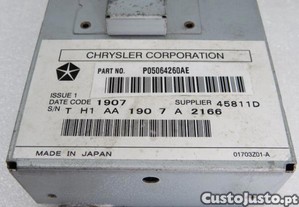 CHRYSLER CORPORATION
PART NO. P05064260AE
ISSUE 1
DATE CODE 1907 SUPPLIER 45811D
S/N T H1 AA 190 7 A 2166
MADE IN JAPAN 01703Z01-A
CustoJusto.pt